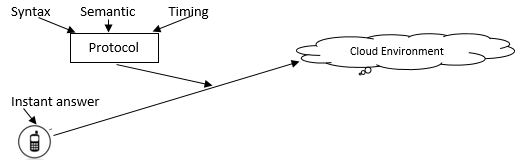 Syntax Semantic Timing
Protocol
Cloud Environment
Instant answer